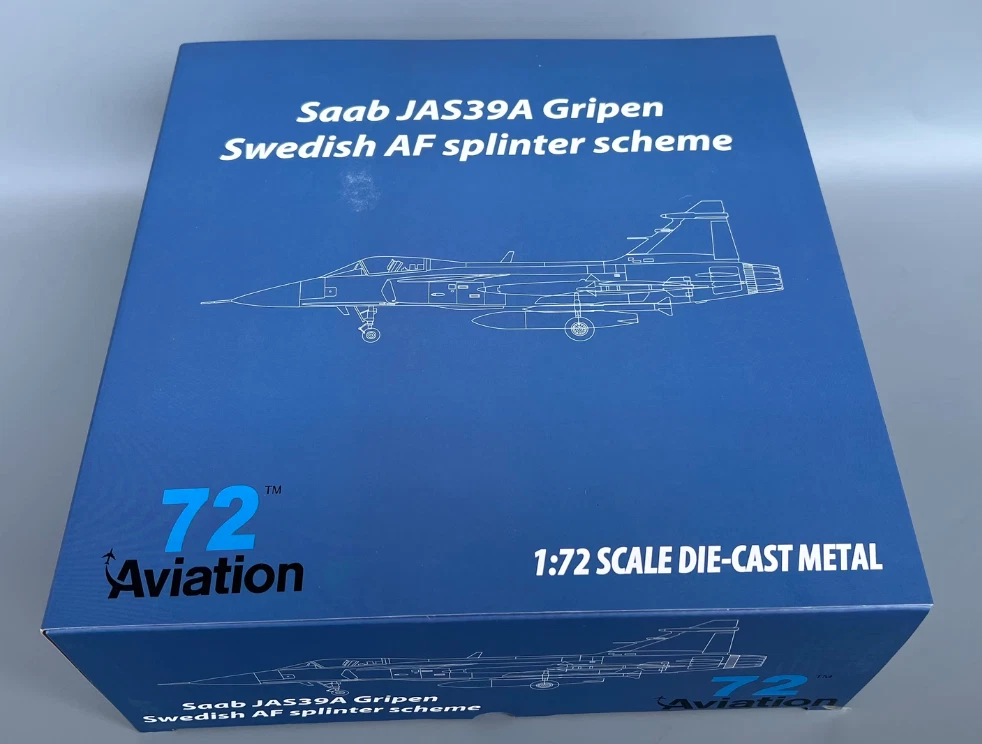 Saab JAS39A Gripen
Swedish AF splinter scheme
72™
Aviation
1:72 SCALE DIE-CAST METAL
Saab JAS39A Gripen
Swedish AF splinter scheme
72™
Aviation